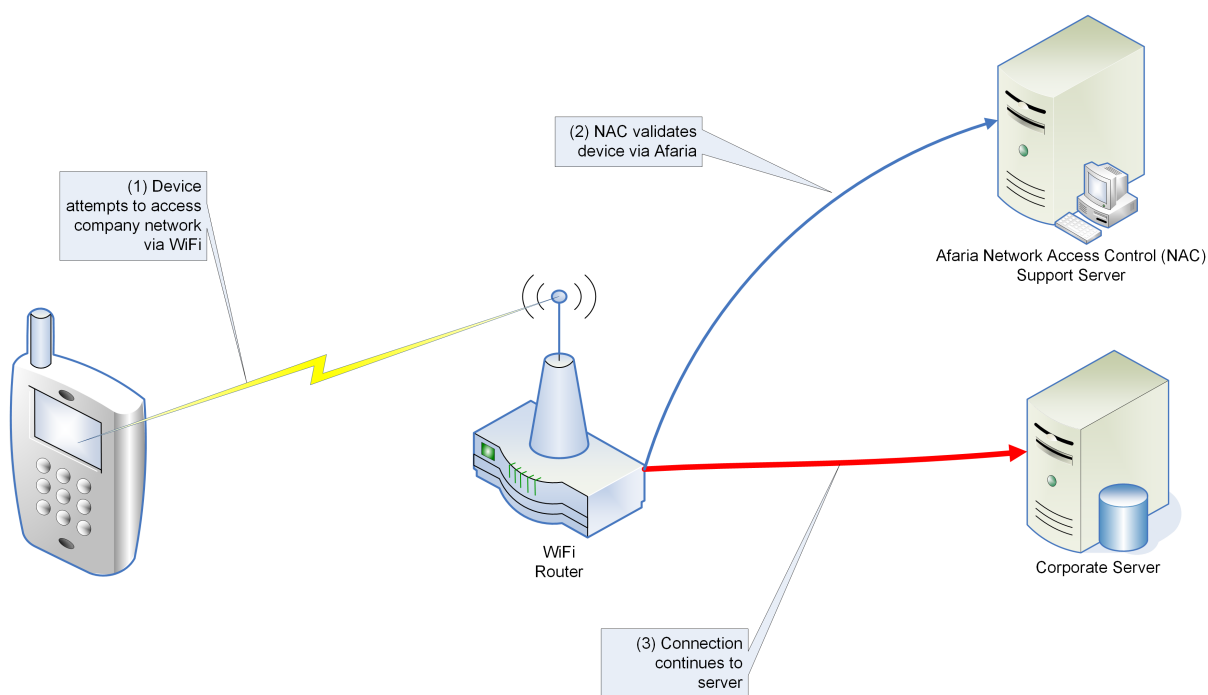 (1) Device
attempts to access
company network
via WiFi
(2) NAC validates
device via Afaria
Afaria Network Access Control (NAC)
Support Server
WiFi
Router
Corporate Server
(3) Connection
continues to
server